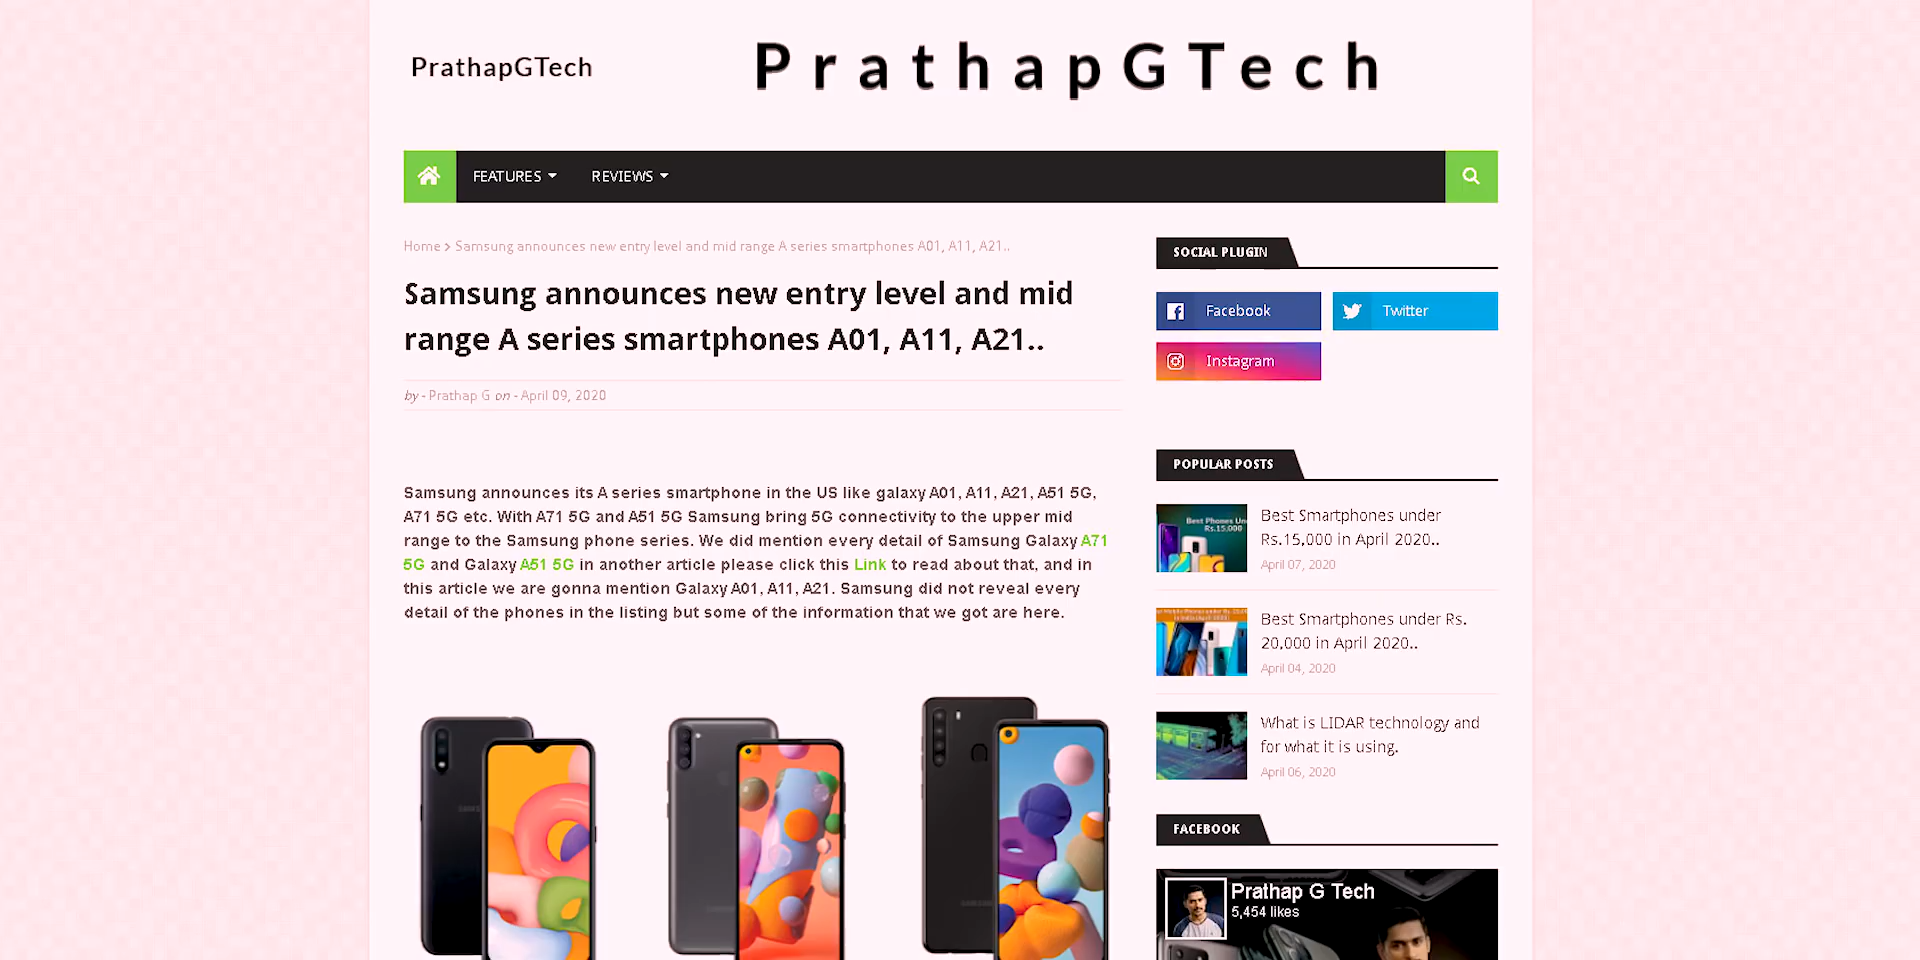 PrathapGTech
PrathapGTech
FEATURES
REVIEWS
Home > Samsung announces new entry level and mid range A series smartphones A01, A11, A21..
Samsung announces new entry level and mid
range A series smartphones A01, A11, A21..
by - Prathap G on - April 09, 2020
Samsung announces its A series smartphone in the US like galaxy A01, A11, A21, A51 5G,
A71 5G etc. With A71 5G and A51 5G Samsung bring 5G connectivity to the upper mid
range to the Samsung phone series. We did mention every detail of Samsung Galaxy A71
5G and Galaxy A51 5G in another article please click this Link to read about that, and in
this article we are gonna mention Galaxy A01, A11, A21. Samsung did not reveal every
detail of the phones in the listing but some of the information that we got are here.
SOCIAL PLUGIN
Facebook
Twitter
Instagram
POPULAR POSTS
Best Phones Un
Rs.15,000
Best Smartphones under
Rs.15,000 in April 2020..
April 07, 2020
Best Smartphones under Rs.
20,000 in April 2020..
April 04, 2020
What is LIDAR technology and
for what it is using.
April 06, 2020
FACEBOOK
Prathap G Tech
5,454 likes